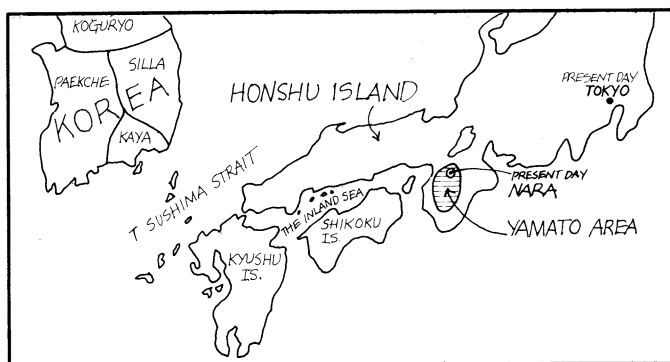 KOGURYO
SILLA
PAEKCHE
KOREA
KAYA
HONSHU ISLAND
PRESENT DAY
TOKYO
TSUSHIMA STRAIT
THE INLAND SEA
SHIKOKU
IS.
KYUSHU
IS.
PRESENT DAY
NARA
YAMATO AREA